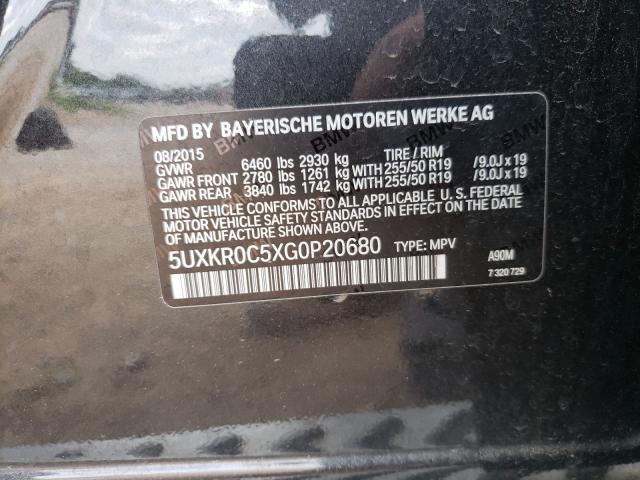 MFD BY BAYERISCHE MOTOREN WERKE AG
08/2015 TIRE / RIM
GVWR 6460 lbs 2930 kg
GAWR FRONT 2780 lbs 1261 kg WITH 255/50 R19 /9.0J x 19
GAWR REAR 3840 lbs 1742 kg WITH 255/50 R19 /9.0J x 19
THIS VEHICLE CONFORMS TO ALL APPLICABLE U.S. FEDERAL
MOTOR VEHICLE SAFETY STANDARDS IN EFFECT ON THE DATE
OF MANUFACTURE SHOWN ABOVE.
5UXKR0C5XG0P20680 TYPE: MPV
A90M
7 320 729